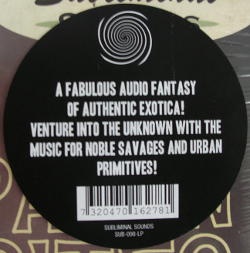 A FABULOUS AUDIO FANTASY
OF AUTHENTIC EXOTICA!
VENTURE INTO THE UNKNOWN WITH THE
MUSIC FOR NOBLE SAVAGES AND URBAN
PRIMITIVES!
7 320470 162781
SUBLIMINAL SOUNDS
SUB-090-LP